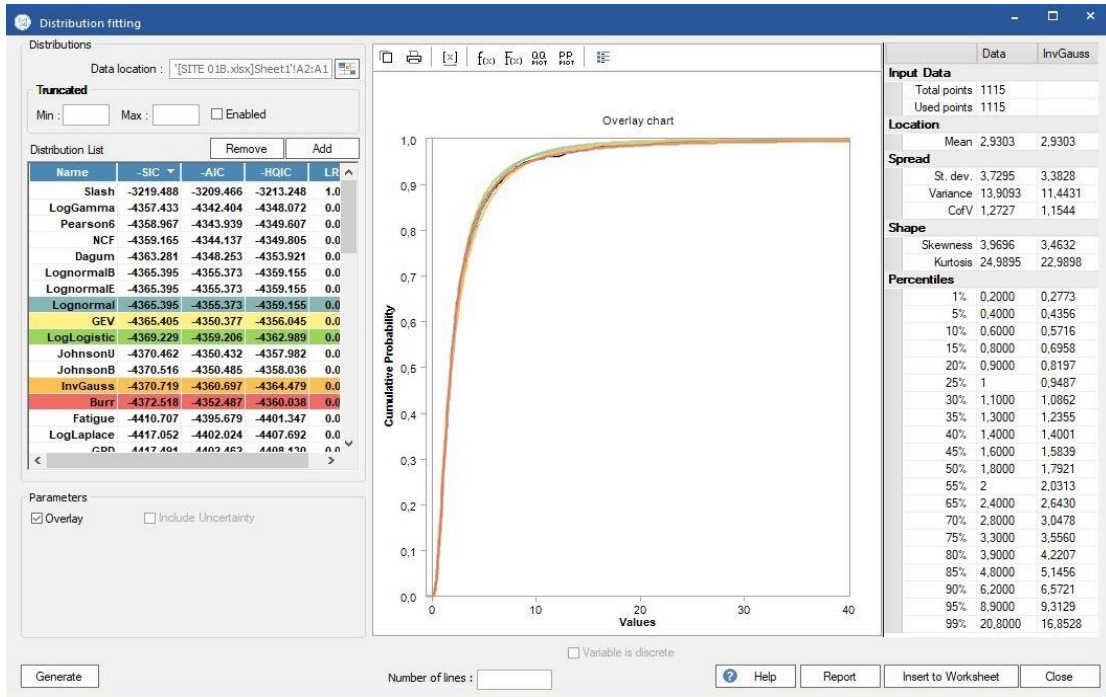 Distribution fitting
Distributions
Data location : '[SITE 01B.xlsx]Sheet1'!A2:A1
Truncated
Min : Max : Enabled
Distribution List Remove Add
Name -SIC -AIC -HQIC LR
Slash -3219.488 -3209.466 -3213.248 1.0
LogGamma -4357.433 -4342.404 -4348.072 0.0
Pearson6 -4358.967 -4343.939 -4349.607 0.0
NCF -4359.165 -4344.137 -4349.805 0.0
Dagum -4363.281 -4348.253 -4353.921 0.0
LognormalB -4365.395 -4355.373 -4359.155 0.0
LognormalE -4365.395 -4355.373 -4359.155 0.0
Lognormal -4365.395 -4355.373 -4359.155 0.0
GEV -4365.405 -4350.377 -4356.045 0.0
LogLogistic -4369.229 -4359.206 -4362.989 0.0
JohnsonU -4370.462 -4350.432 -4357.982 0.0
JohnsonB -4370.516 -4350.485 -4358.036 0.0
InvGauss -4370.719 -4360.697 -4364.479 0.0
Burr -4372.518 -4352.487 -4360.038 0.0
Fatigue -4410.707 -4395.679 -4401.347 0.0
LogLaplace -4417.052 -4402.024 -4407.692 0.0
GPD -4417.491 -4402.462 -4408.130 0.0
Parameters
Overlay Include Uncertainty
Generate
[x] f(x) F(x) QQ PLOT PP PLOT
Overlay chart
Cumulative Probability
1,0
0,9
0,8
0,7
0,6
0,5
0,4
0,3
0,2
0,1
0,0
0 10 20 30 40
Values
Variable is discrete
Number of lines :
Data InvGauss
Input Data
Total points 1115
Used points 1115
Location
Mean 2,9303 2,9303
Spread
St. dev. 3,7295 3,3828
Variance 13,9093 11,4431
CofV 1,2727 1,1544
Shape
Skewness 3,9696 3,4632
Kurtosis 24,9895 22,9898
Percentiles
1% 0,2000 0,2773
5% 0,4000 0,4356
10% 0,6000 0,5716
15% 0,8000 0,6958
20% 0,9000 0,8197
25% 1 0,9487
30% 1,1000 1,0862
35% 1,3000 1,2355
40% 1,4000 1,4001
45% 1,6000 1,5839
50% 1,8000 1,7921
55% 2 2,0313
65% 2,4000 2,6430
70% 2,8000 3,0478
75% 3,3000 3,5560
80% 3,9000 4,2207
85% 4,8000 5,1456
90% 6,2000 6,5721
95% 8,9000 9,3129
99% 20,8000 16,8528
? Help Report Insert to Worksheet Close